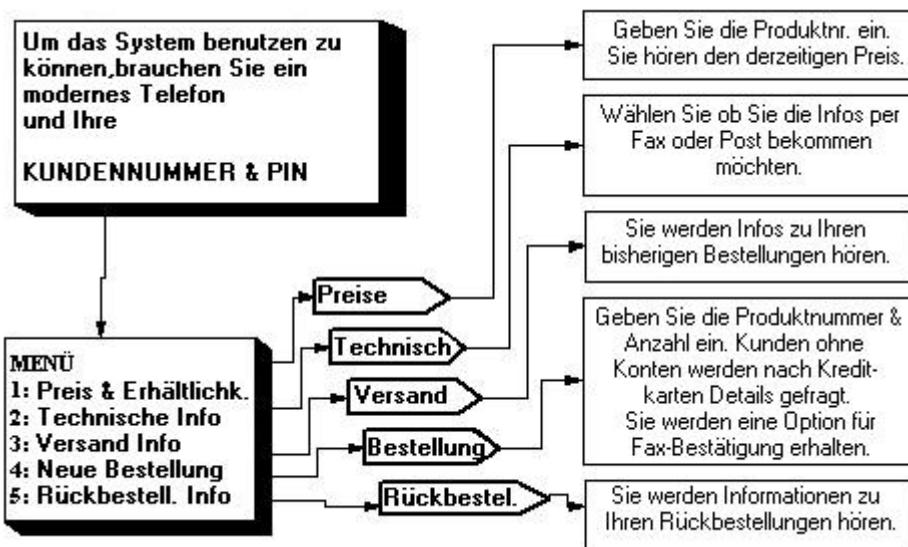 Um das System benutzen zu
können,brauchen Sie ein
modernes Telefon
und Ihre
KUNDENNUMMER & PIN
MENÜ
1: Preis & Erhältlichk.
2: Technische Info
3: Versand Info
4: Neue Bestellung
5: Rückbestell. Info
Preise
Technisch
Versand
Bestellung
Rückbestel.
Geben Sie die Produktnr. ein.
Sie hören den derzeitigen Preis.
Wählen Sie ob Sie die Infos per
Fax oder Post bekommen
möchten.
Sie werden Infos zu Ihren
bisherigen Bestellungen hören.
Geben Sie die Produktnummer &
Anzahl ein. Kunden ohne
Konten werden nach Kredit-
karten Details gefragt.
Sie werden eine Option für
Fax-Bestätigung erhalten.
Sie werden Informationen zu
Ihren Rückbestellungen hören.